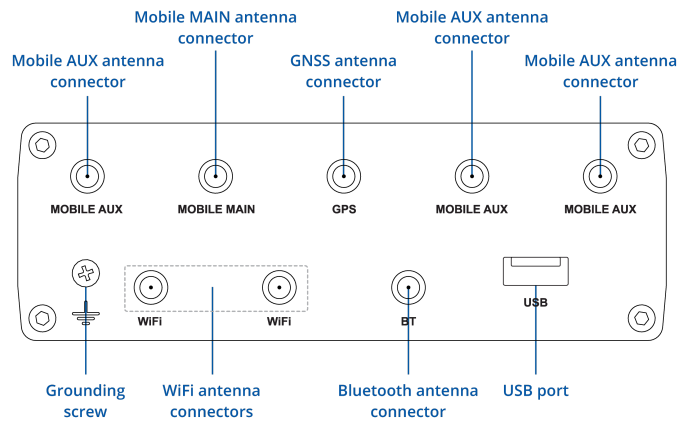 Mobile MAIN antenna
connector
Mobile AUX antenna
connector
Mobile AUX antenna
connector
GNSS antenna
connector
Mobile AUX antenna
connector
MOBILE AUX
MOBILE MAIN
GPS
MOBILE AUX
MOBILE AUX
USB
WiFi
WiFi
BT
Grounding
screw
WiFi antenna
connectors
Bluetooth antenna
connector
USB port